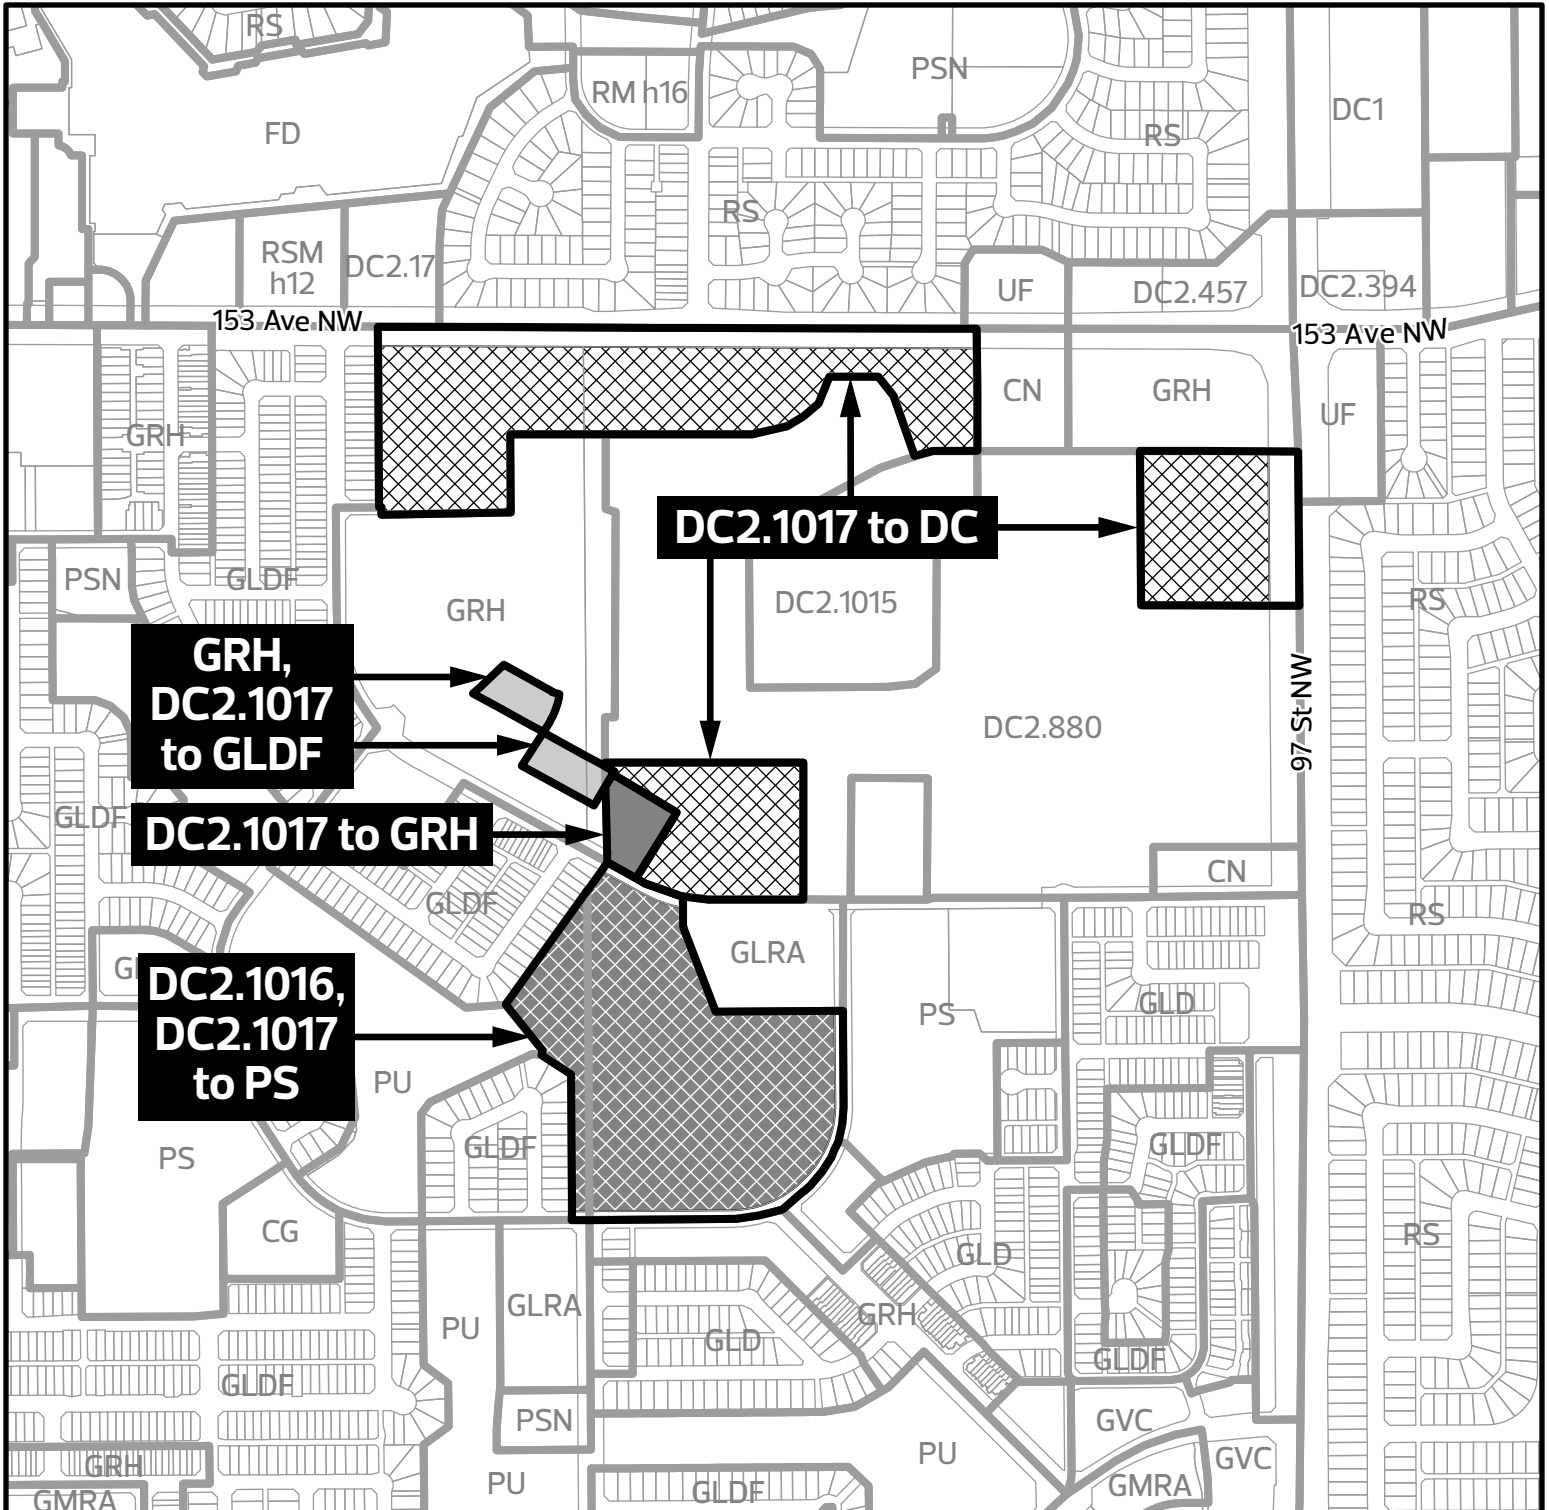 RS
PSN
RM h16
DC1
FD
RS
RS
RSM
h12
DC2.17
UF
DC2.457
DC2.394
153 Ave NW
153 Ave NW
CN
GRH
UF
GRH
DC2.1017 to DC
PSN
GLDF
GRH
DC2.1015
RS
GRH,
DC2.1017
to GLDF
97 St NW
DC2.880
GLDF
DC2.1017 to GRH
CN
GLDF
RS
GLRA
DC2.1016,
DC2.1017
to PS
PS
GLD
PU
GLDF
GLDF
PS
CG
RS
GLD
GLRA
GRH
PU
GLD
GLDF
GLDF
PSN
GVC
PU
GVC
GRH
PU
GMRA
GLDF
GMRA